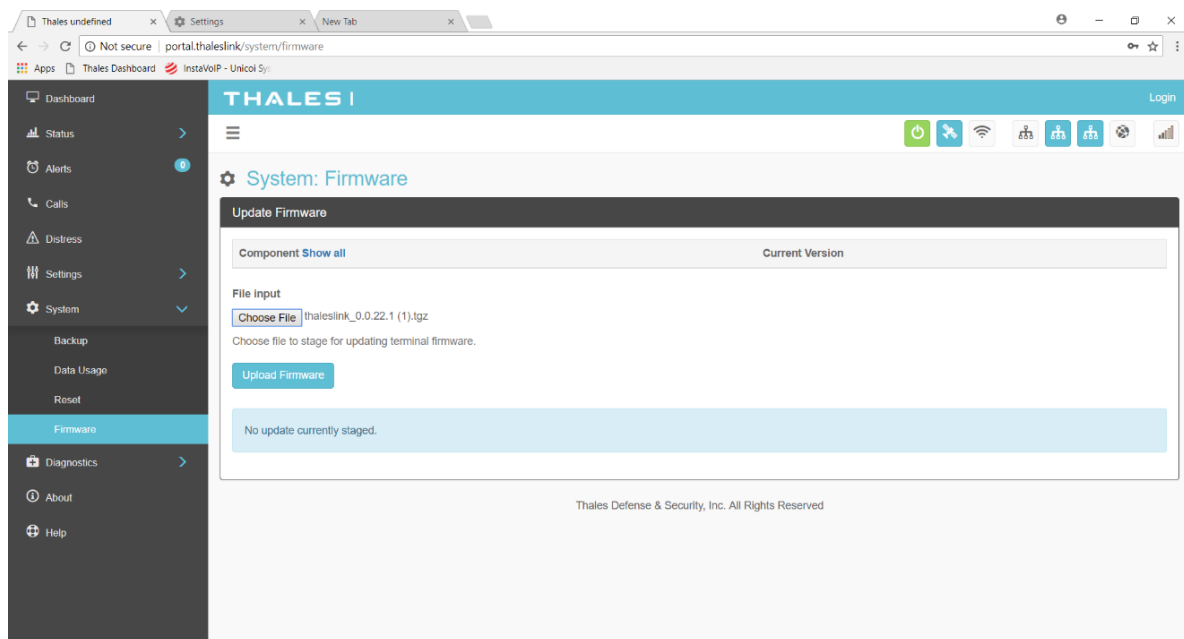 Thales undefined
Settings
New Tab
Not secure | portal.thaleslink/system/firmware
Apps Thales Dashboard InstaVoIP - Unicoi Sys
Dashboard
THALES
Login
Status
Alerts 0
System: Firmware
Calls
Update Firmware
Distress
Component Show all Current Version
Settings
File input
System
Choose File thaleslink_0.0.22.1 (1).tgz
Backup
Choose file to stage for updating terminal firmware.
Data Usage
Upload Firmware
Reset
Firmware
No update currently staged.
Diagnostics
About
Thales Defense & Security, Inc. All Rights Reserved
Help